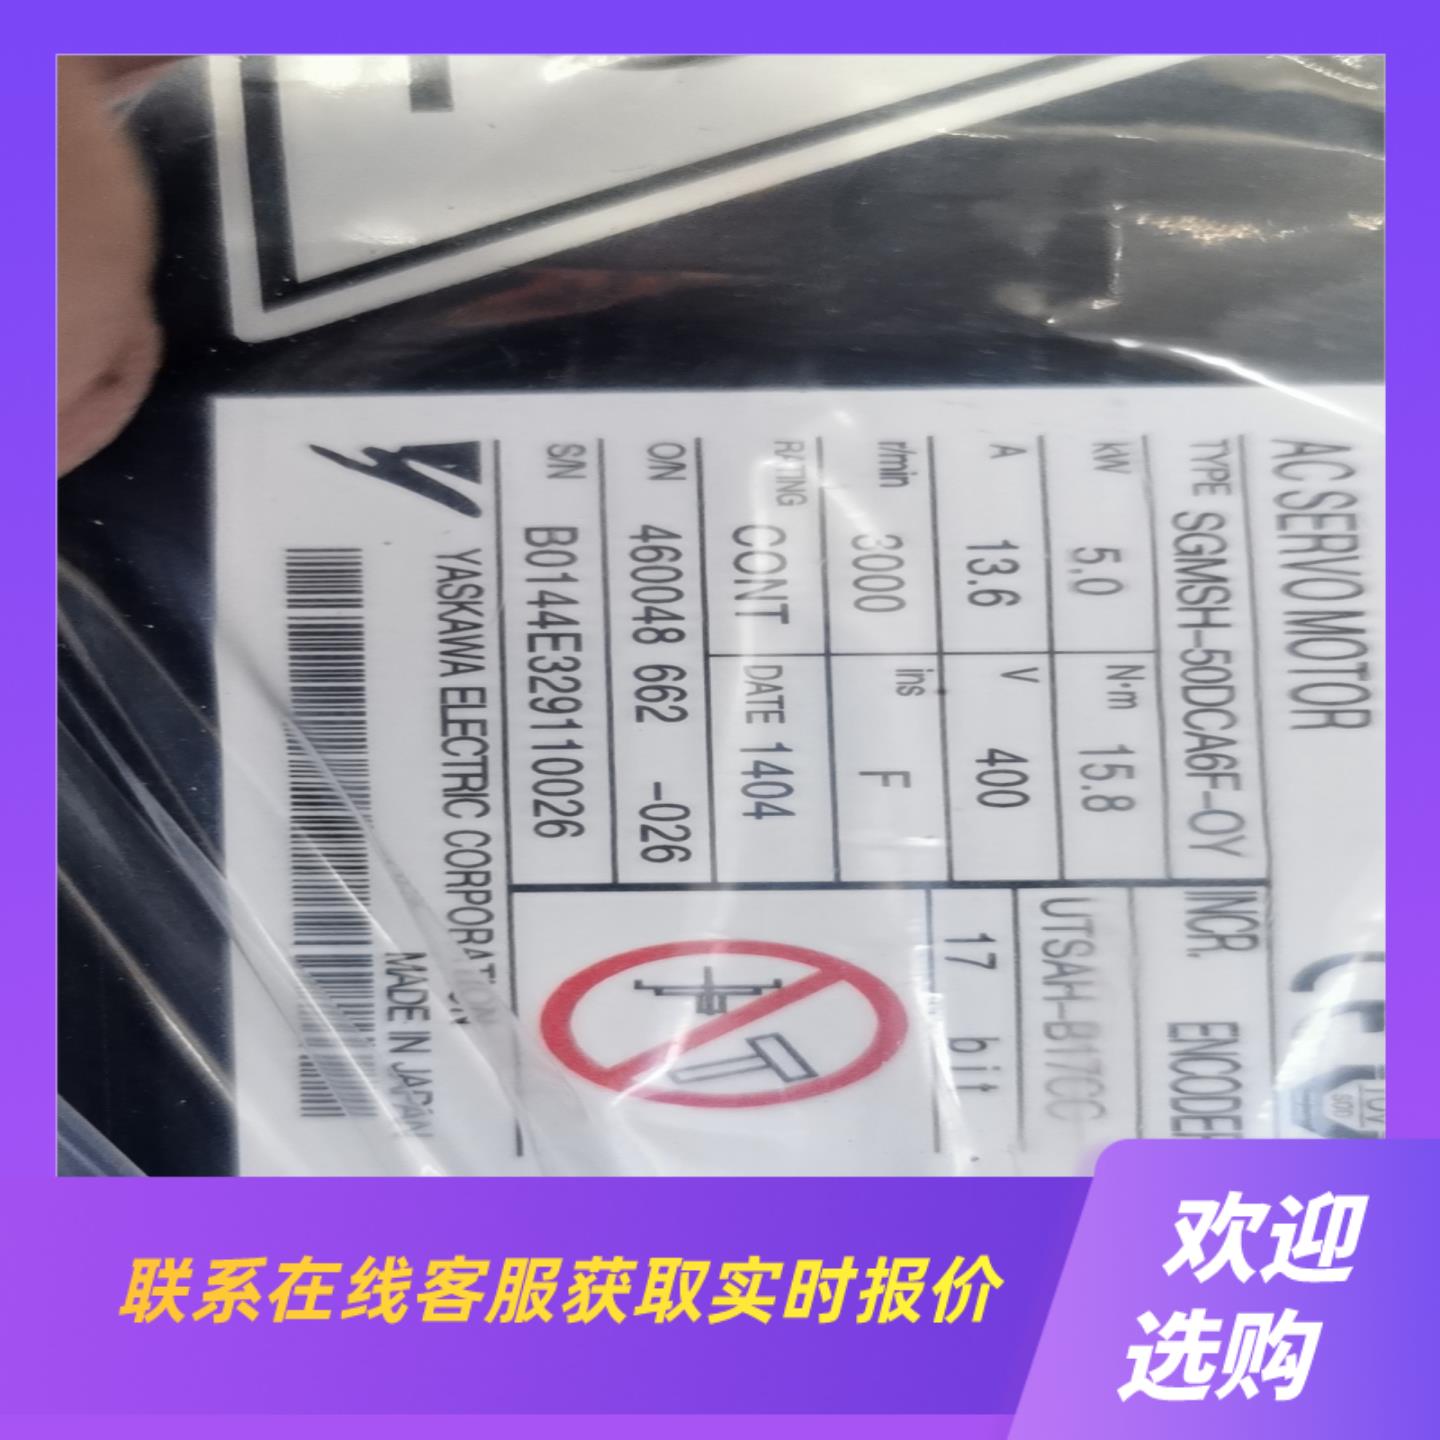 AC SERVO MOTOR
TYPE SGMSH-50DCA6F-OY
kW 5.0 N·m 15.8
A 13.6 V 400
r/min 3000 ins F
RATING CONT DATE 1404
O/N 460048 662 -026
S/N B0144E329110026
YASKAWA ELECTRIC CORPORATION
MADE IN JAPAN
INCR. ENCODER
UTSAH-B17CC
17 bit
CE
联系在线客服获取实时报价
欢迎
选购